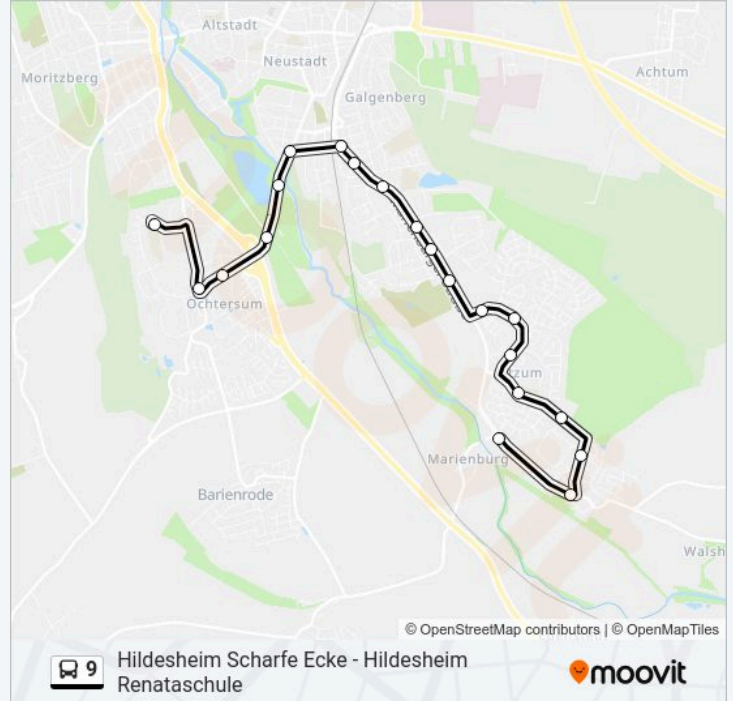 Altstadt
Neustadt
Moritzberg
Achtum
Galgenberg
Ochtersum
zum
Marienburg
Barienrode
Walsh
© OpenStreetMap contributors | © OpenMapTiles
9
Hildesheim Scharfe Ecke - Hildesheim
Renataschule
moovit